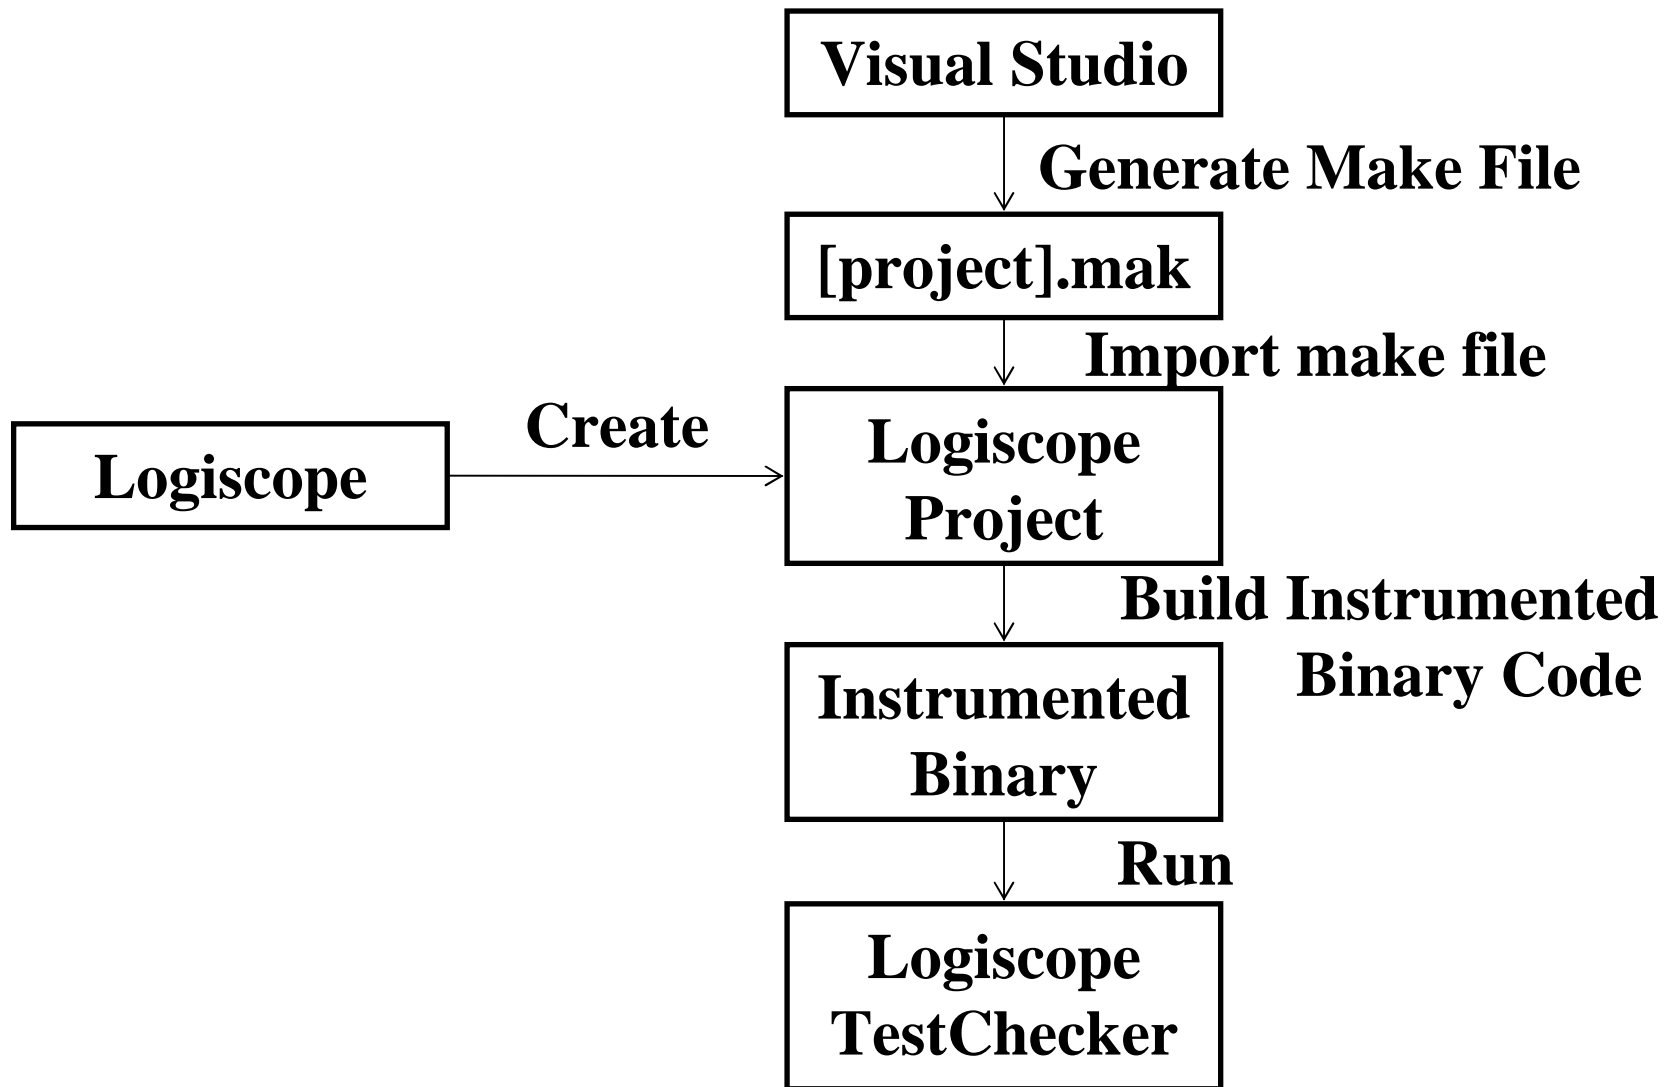 Visual Studio
Generate Make File
[project].mak
Import make file
Logiscope
Create
Logiscope
Project
Build Instrumented
Binary Code
Instrumented
Binary
Run
Logiscope
TestChecker